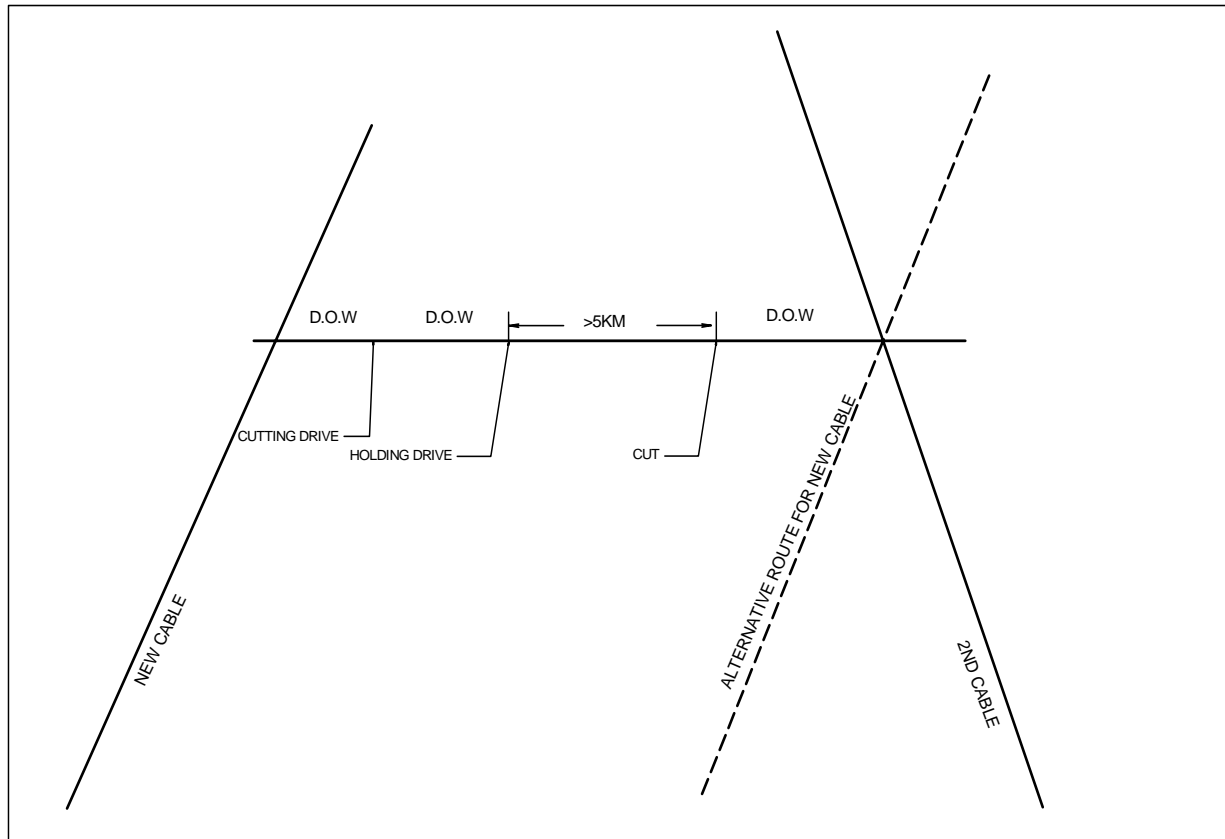 D.O.W
D.O.W
>5KM
D.O.W
CUTTING DRIVE
HOLDING DRIVE
CUT
NEW CABLE
ALTERNATIVE ROUTE FOR NEW CABLE
2ND CABLE